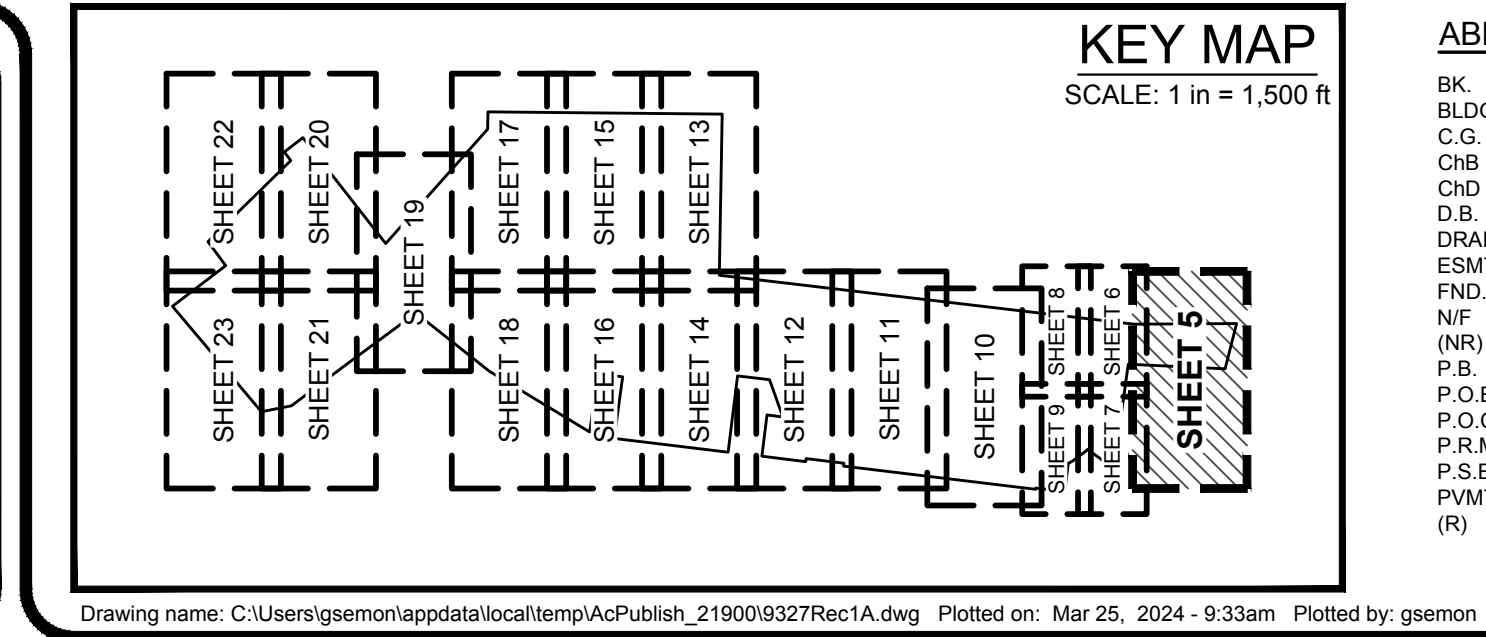 KEY MAP
SCALE: 1 in = 1,500 ft
SHEET 22
SHEET 20
SHEET 19
SHEET 17
SHEET 15
SHEET 13
SHEET 23
SHEET 21
SHEET 18
SHEET 16
SHEET 14
SHEET 12
SHEET 11
SHEET 10
SHEET 8
SHEET 6
SHEET 9
SHEET 7
SHEET 5
Drawing name: C:\Users\gsemon\appdata\local\temp\AcPublish_21900\9327Rec1A.dwg Plotted on: Mar 25, 2024 - 9:33am Plotted by: gsemon
BK.
C.G.
ChB
ChD
D.B.
FND.
N/F
(NR)
P.B.
(R)